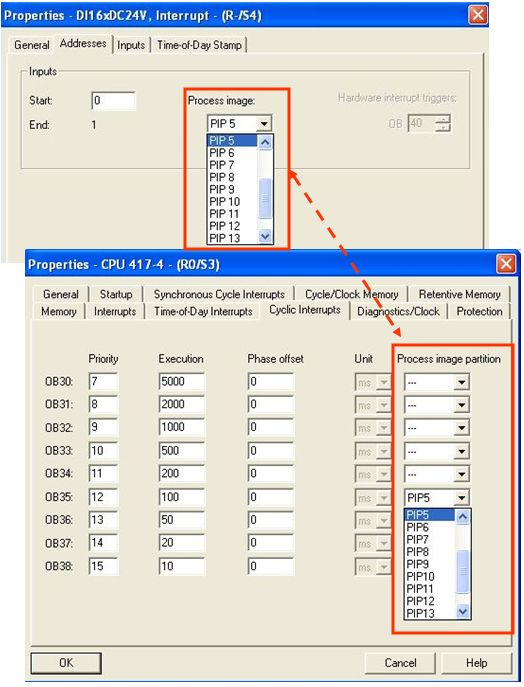 Properties - DI16xDC24V, Interrupt - (R-/S4)
General Addresses Inputs Time-of-Day Stamp
Inputs
Start: 0 Process image: Hardware interrupt triggers:
End: 1 PIP 5 OB 40
PIP 5
PIP 6
PIP 7
PIP 8
PIP 9
PIP 10
PIP 11
PIP 12
PIP 13
Properties - CPU 417-4 - (R0/S3)
General Startup Synchronous Cycle Interrupts Cycle/Clock Memory Retentive Memory
Memory Interrupts Time-of-Day Interrupts Cyclic Interrupts Diagnostics/Clock Protection
Priority Execution Phase offset Unit Process image partition
OB30: 7 5000 0 ms ---
OB31: 8 2000 0 ms ---
OB32: 9 1000 0 ms ---
OB33: 10 500 0 ms ---
OB34: 11 200 0 ms ---
OB35: 12 100 0 ms PIP5
OB36: 13 50 0 ms PIP5
PIP6
OB37: 14 20 0 ms PIP7
PIP8
OB38: 15 10 0 ms PIP9
PIP10
PIP11
PIP12
PIP13
OK Cancel Help